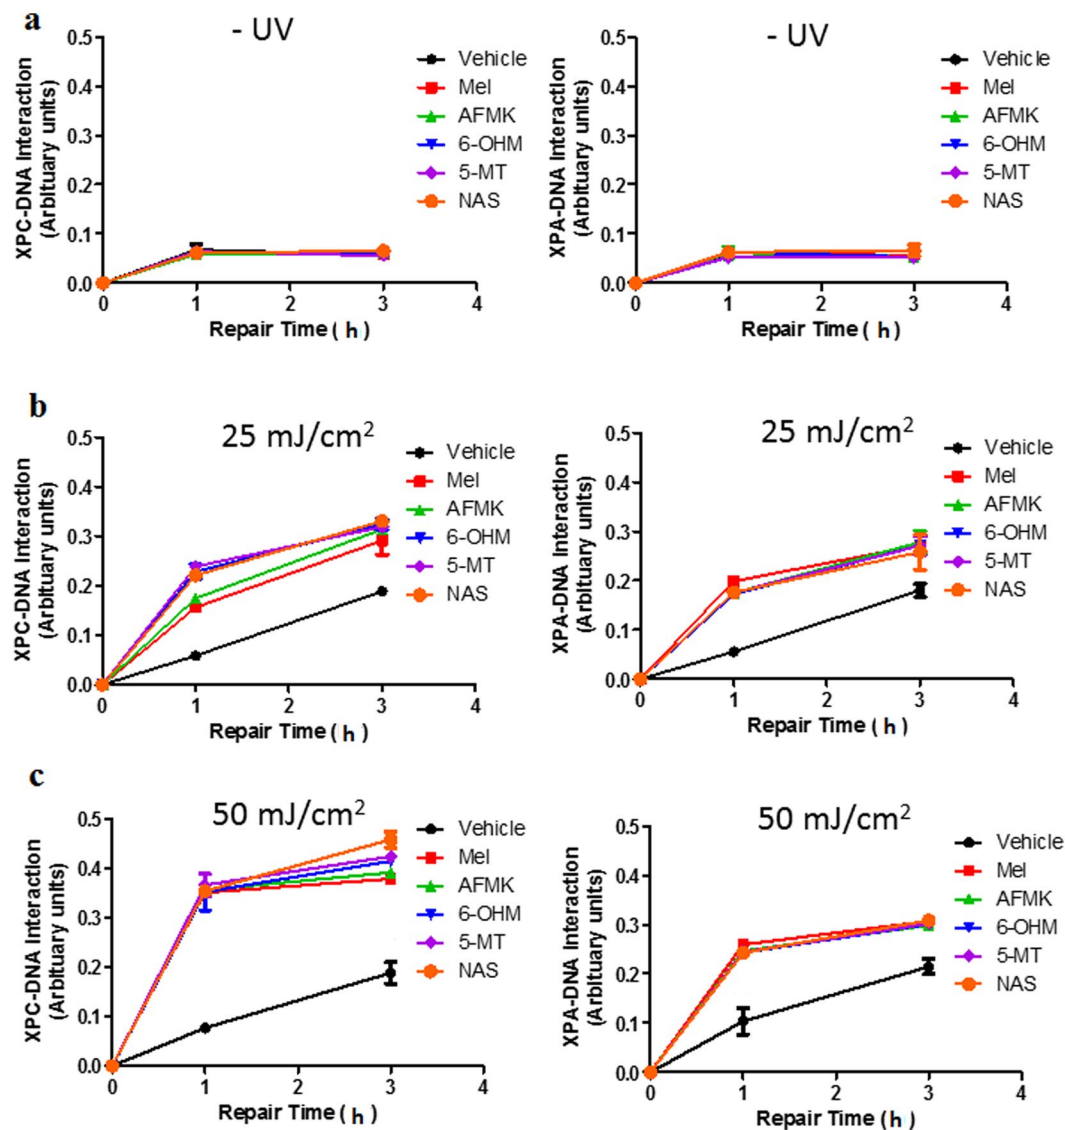 a
- UV
XPC-DNA Interaction
(Arbituary units)
0.5
0.4
0.3
0.2
0.1
0.0
0
1
2
3
4
Repair Time ( h )
Vehicle
Mel
AFMK
6-OHM
5-MT
NAS
- UV
XPA-DNA Interaction
(Arbituary units)
0.5
0.4
0.3
0.2
0.1
0.0
0
1
2
3
4
Repair Time ( h )
Vehicle
Mel
AFMK
6-OHM
5-MT
NAS
b
25 mJ/cm²
XPC-DNA Interaction
(Arbituary units)
0.5
0.4
0.3
0.2
0.1
0.0
0
1
2
3
4
Repair Time ( h )
Vehicle
Mel
AFMK
6-OHM
5-MT
NAS
25 mJ/cm²
XPA-DNA Interaction
(Arbituary units)
0.5
0.4
0.3
0.2
0.1
0.0
0
1
2
3
4
Repair Time ( h )
Vehicle
Mel
AFMK
6-OHM
5-MT
NAS
c
50 mJ/cm²
XPC-DNA Interaction
(Arbituary units)
0.5
0.4
0.3
0.2
0.1
0.0
0
1
2
3
4
Repair Time ( h )
Vehicle
Mel
AFMK
6-OHM
5-MT
NAS
50 mJ/cm²
XPA-DNA Interaction
(Arbituary units)
0.5
0.4
0.3
0.2
0.1
0.0
0
1
2
3
4
Repair Time ( h )
Vehicle
Mel
AFMK
6-OHM
5-MT
NAS